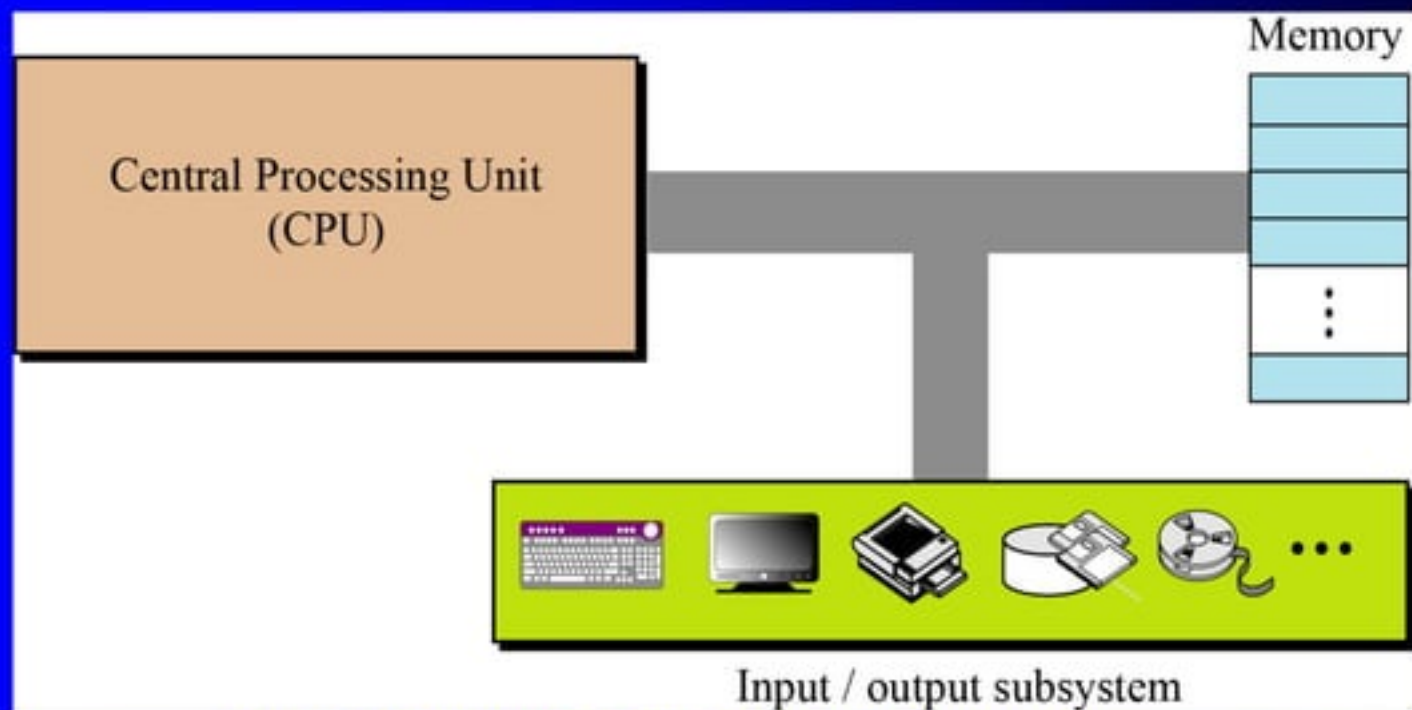 Memory
Central Processing Unit
(CPU)
Input / output subsystem